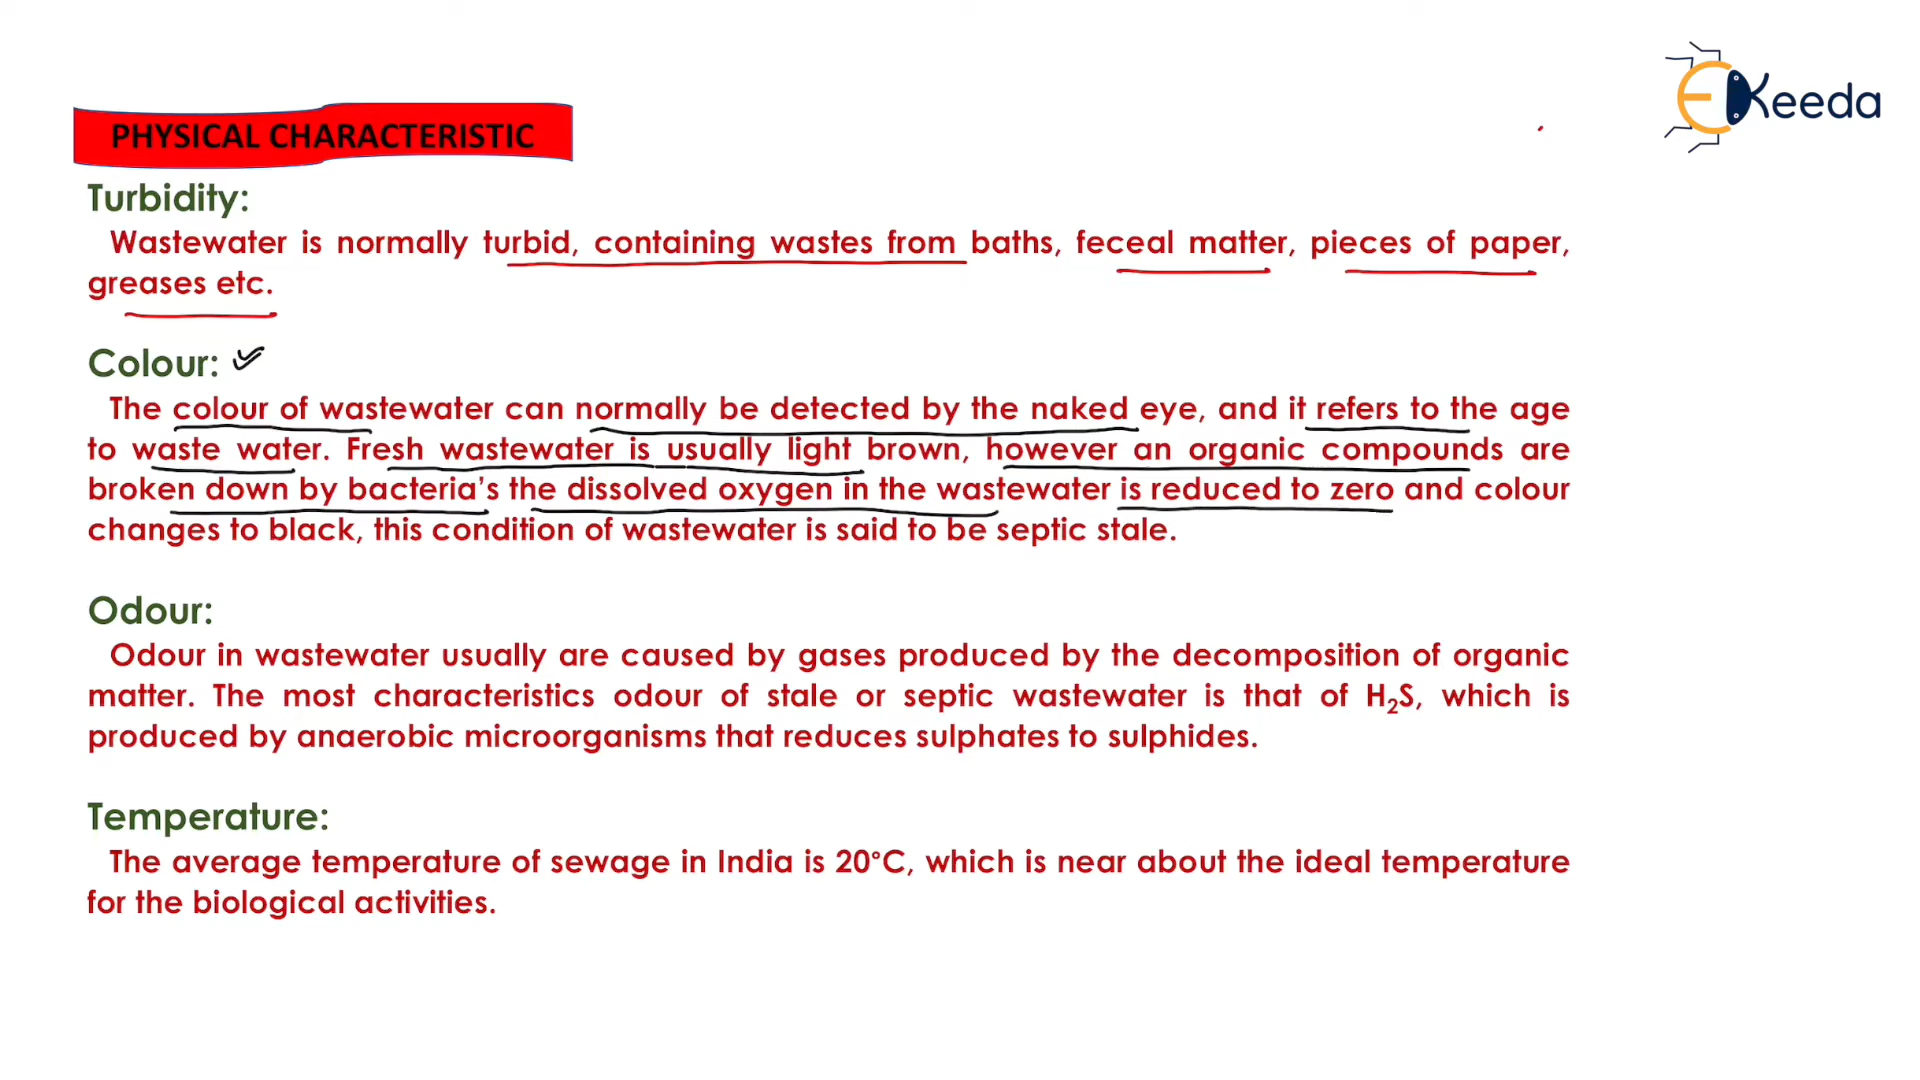 EKeeda
PHYSICAL CHARACTERISTIC
Turbidity:
Wastewater is normally turbid, containing wastes from baths, feceal matter, pieces of paper,
greases etc.
Colour:
The colour of wastewater can normally be detected by the naked eye, and it refers to the age
to waste water. Fresh wastewater is usually light brown, however an organic compounds are
broken down by bacteria's the dissolved oxygen in the wastewater is reduced to zero and colour
changes to black, this condition of wastewater is said to be septic stale.
Odour:
Odour in wastewater usually are caused by gases produced by the decomposition of organic
matter. The most characteristics odour of stale or septic wastewater is that of H₂S, which is
produced by anaerobic microorganisms that reduces sulphates to sulphides.
Temperature:
The average temperature of sewage in India is 20°C, which is near about the ideal temperature
for the biological activities.